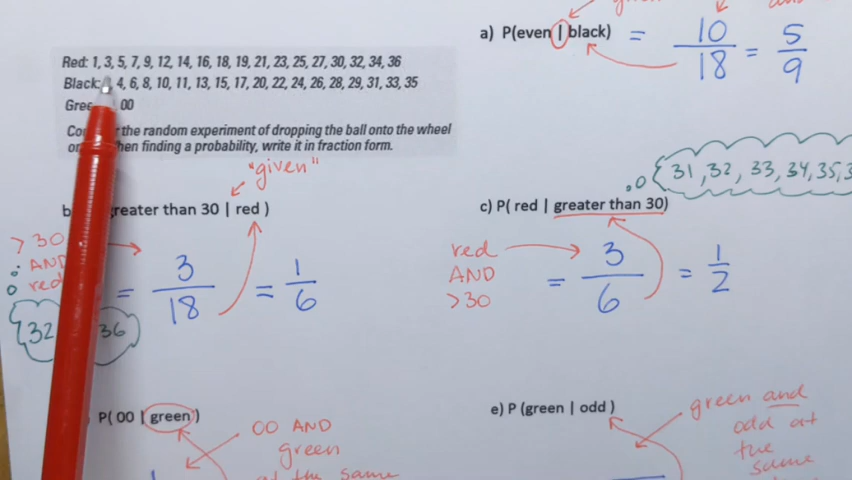 a) P(even | black) = 10/18 = 5/9
Red: 1, 3, 5, 7, 9, 12, 14, 16, 18, 19, 21, 23, 25, 27, 30, 32, 34, 36
Black: 4, 6, 8, 10, 11, 13, 15, 17, 20, 22, 24, 26, 28, 29, 31, 33, 35
00
the random experiment of dropping the ball onto the wheel
when finding a probability, write it in fraction form.
"given"
31, 32, 33, 34, 35, 3
greater than 30 | red )
c) P( red | greater than 30)
> 30
AND
red
= 3/18 = 1/6
32 36
red
AND
>30
= 3/6 = 1/2
P( 00 | green )
00 AND
green
at the same
e) P (green | odd )
green and
odd at
the
same